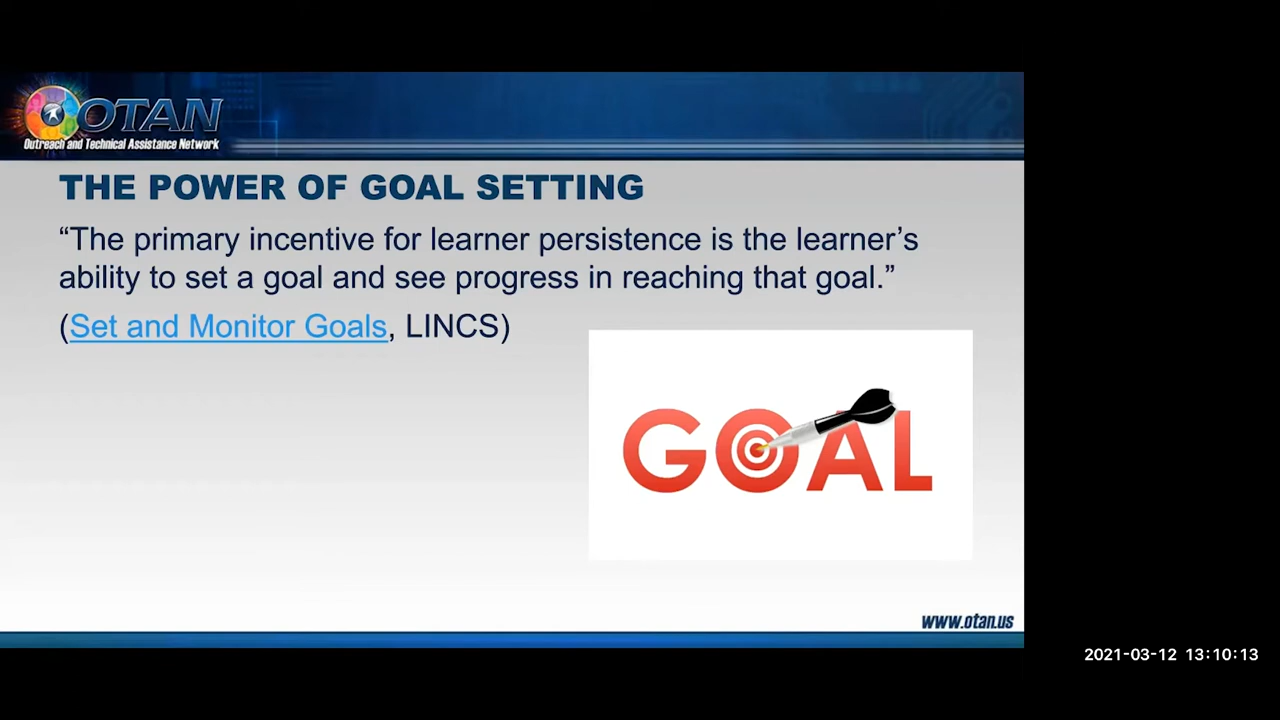 OTAN
Outreach and Technical Assistance Network
THE POWER OF GOAL SETTING
“The primary incentive for learner persistence is the learner’s
ability to set a goal and see progress in reaching that goal.”
(Set and Monitor Goals, LINCS)
GOAL
www.otan.us
2021-03-12 13:10:13